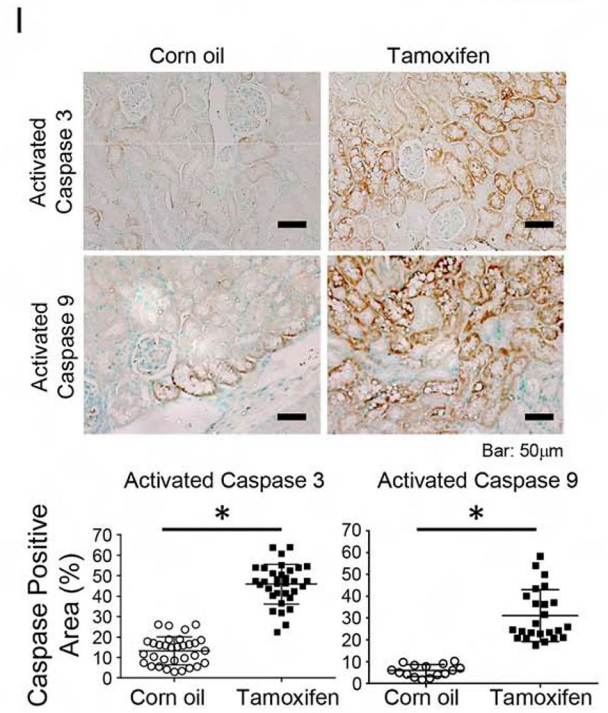 I
Corn oil Tamoxifen
Activated
Caspase 3
Activated
Caspase 9
Bar: 50μm
Activated Caspase 3 Activated Caspase 9
Caspase Positive
Area (%)
* *
70 70
60 60
50 50
40 40
30 30
20 20
10 10
0 0
Corn oil Tamoxifen Corn oil Tamoxifen